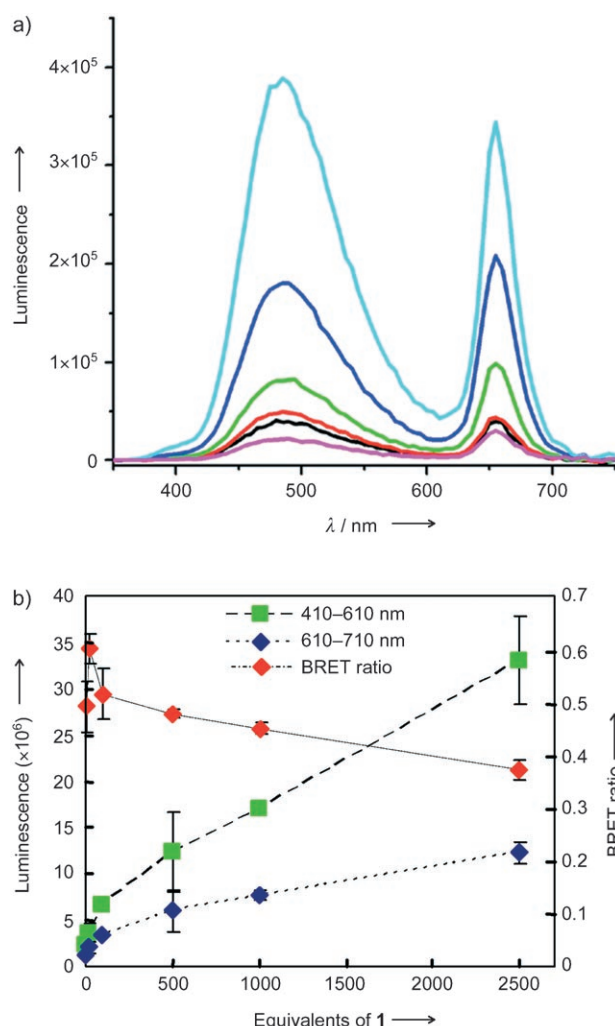 a)
4×10⁵
3×10⁵
2×10⁵
1×10⁵
0
Luminescence
400 500 600 700
λ / nm
b)
410–610 nm
610–710 nm
BRET ratio
40
35
30
25
20
15
10
5
0
Luminescence (×10⁶)
0.7
0.6
0.5
0.4
0.3
0.2
0.1
0
BRET ratio
0 500 1000 1500 2000 2500
Equivalents of 1